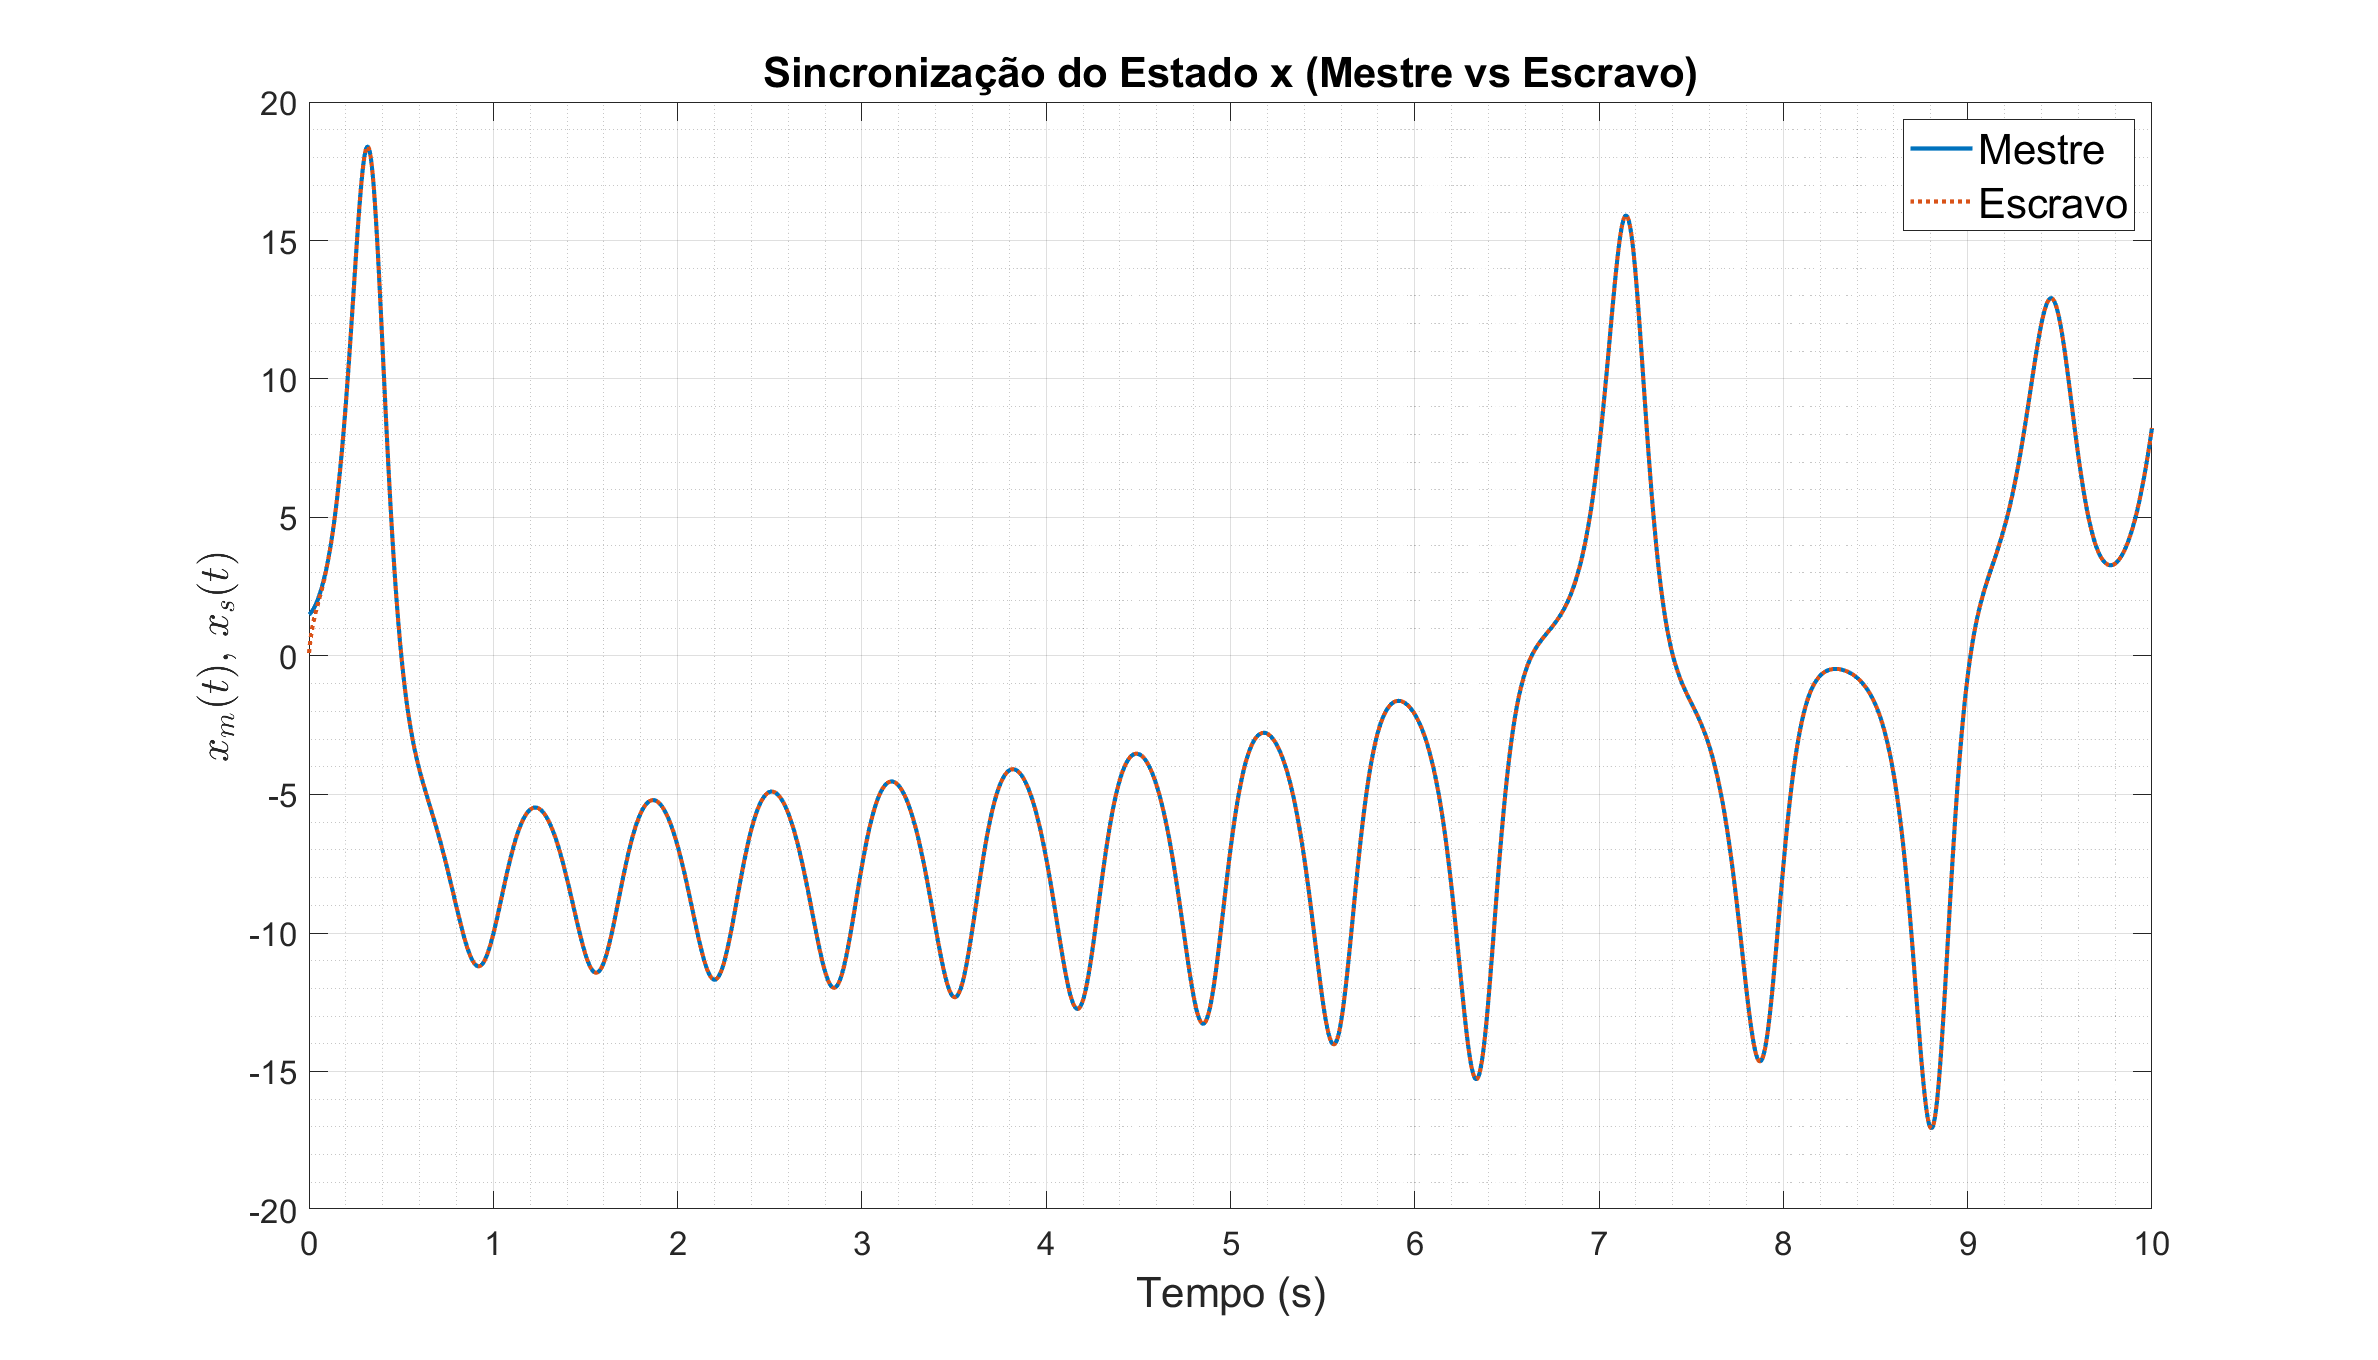 Sincronização do Estado x (Mestre vs Escravo)
20
15
10
5
0
-5
-10
-15
-20
x_m(t), x_s(t)
Mestre
Escravo
0 1 2 3 4 5 6 7 8 9 10
Tempo (s)